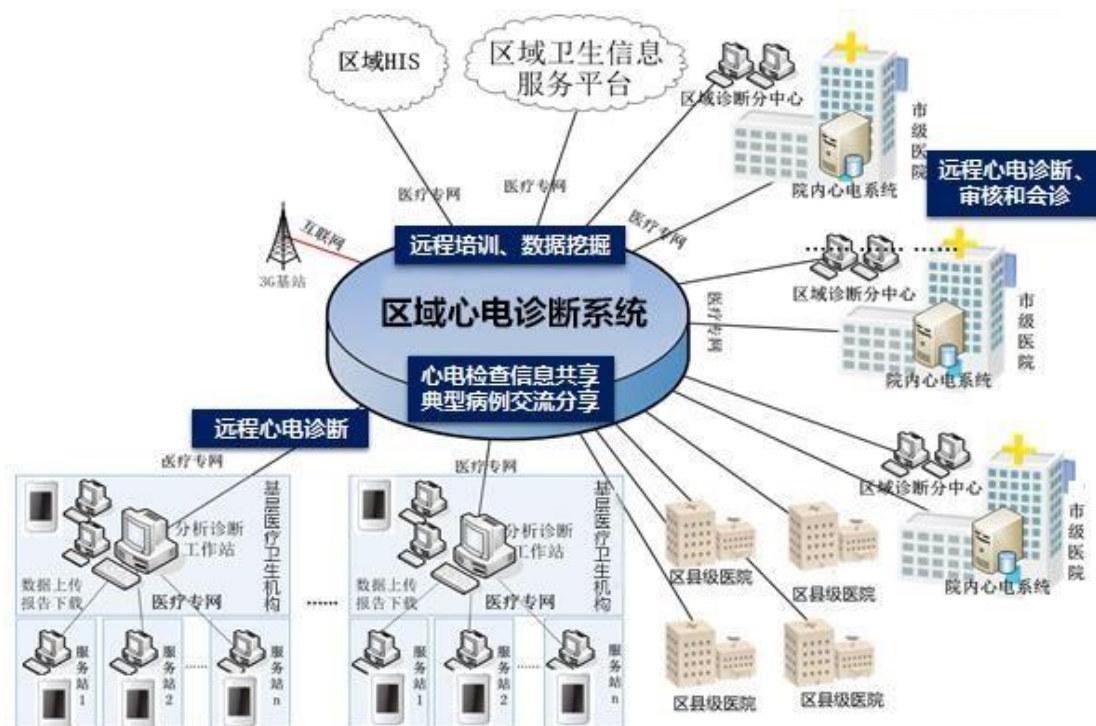 区域HIS
区域卫生信息
服务平台
区域诊断分中心
市级医院
院内心电系统
远程心电诊断、
审核和会诊
医疗专网
医疗专网
医疗专网
互联网
3G基站
远程培训、数据挖掘
区域心电诊断系统
心电检查信息共享
典型病例交流分享
······
区域诊断分中心
市级医院
院内心电系统
医疗专网
远程心电诊断
医疗专网
医疗专网
区域诊断分中心
市级医院
院内心电系统
基层医疗卫生机构
分析诊断
工作站
数据上传
报告下载
医疗专网
服务站1
服务站2
······
服务站n
······
基层医疗卫生机构
分析诊断
工作站
数据上传
报告下载
医疗专网
服务站1
服务站2
······
服务站n
区县级医院
区县级医院
区县级医院
区县级医院